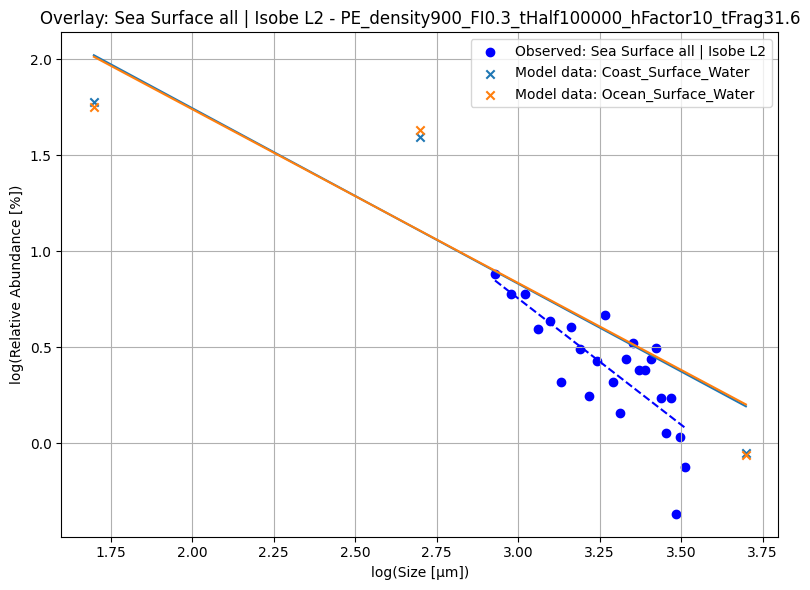 Overlay: Sea Surface all | Isobe L2 - PE_density900_FI0.3_tHalf100000_hFactor10_tFrag31.6
Observed: Sea Surface all | Isobe L2
Model data: Coast_Surface_Water
Model data: Ocean_Surface_Water
log(Relative Abundance [%])
2.0
1.5
1.0
0.5
0.0
1.75 2.00 2.25 2.50 2.75 3.00 3.25 3.50 3.75
log(Size [µm])